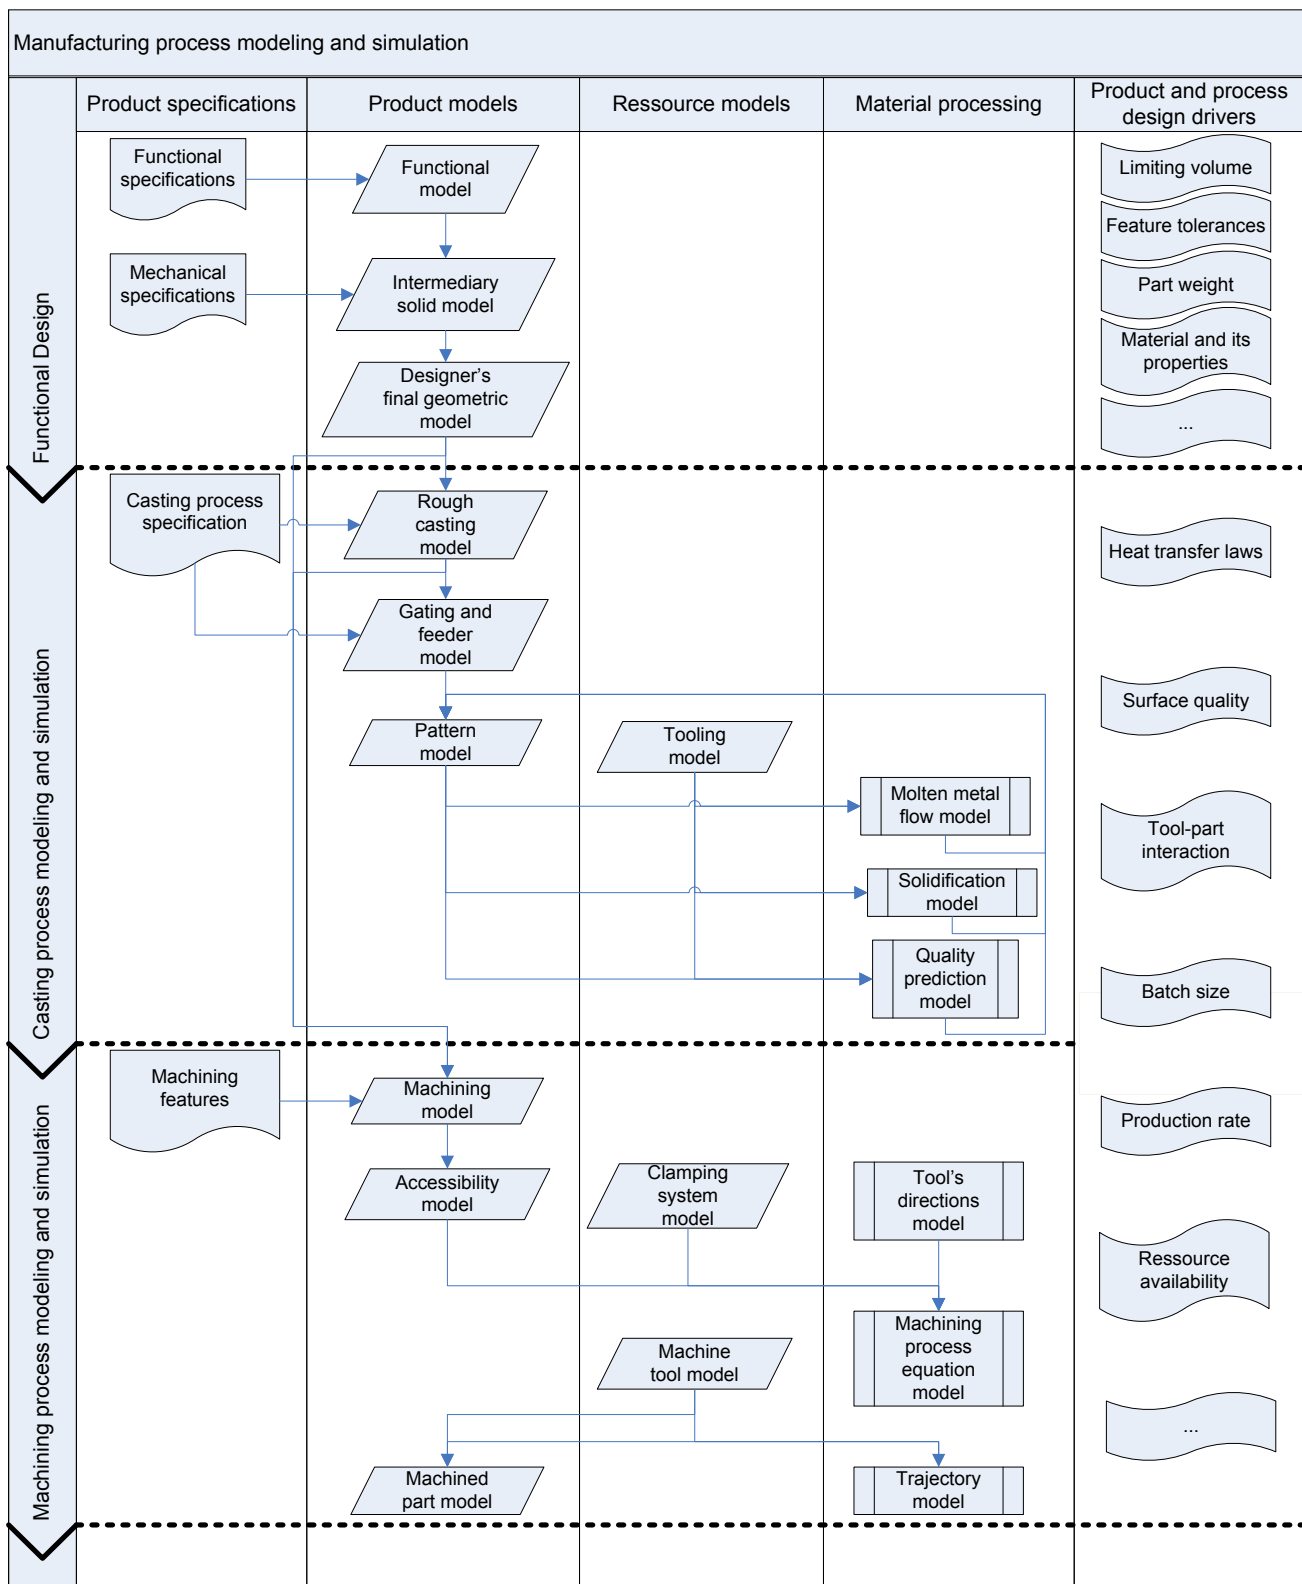 Manufacturing process modeling and simulation
Product specifications
Product models
Ressource models
Material processing
Product and process
design drivers
Functional Design
Functional
specifications
Functional
model
Mechanical
specifications
Intermediary
solid model
Designer's
final geometric
model
Limiting volume
Feature tolerances
Part weight
Material and its
properties
...
Casting process modeling and simulation
Casting process
specification
Rough
casting
model
Gating and
feeder
model
Pattern
model
Tooling
model
Molten metal
flow model
Solidification
model
Quality
prediction
model
Heat transfer laws
Surface quality
Tool-part
interaction
Batch size
Machining process modeling and simulation
Machining
features
Machining
model
Accessibility
model
Clamping
system
model
Tool's
directions
model
Machining
process
equation
model
Machine
tool model
Machined
part model
Trajectory
model
Production rate
Ressource
availability
...